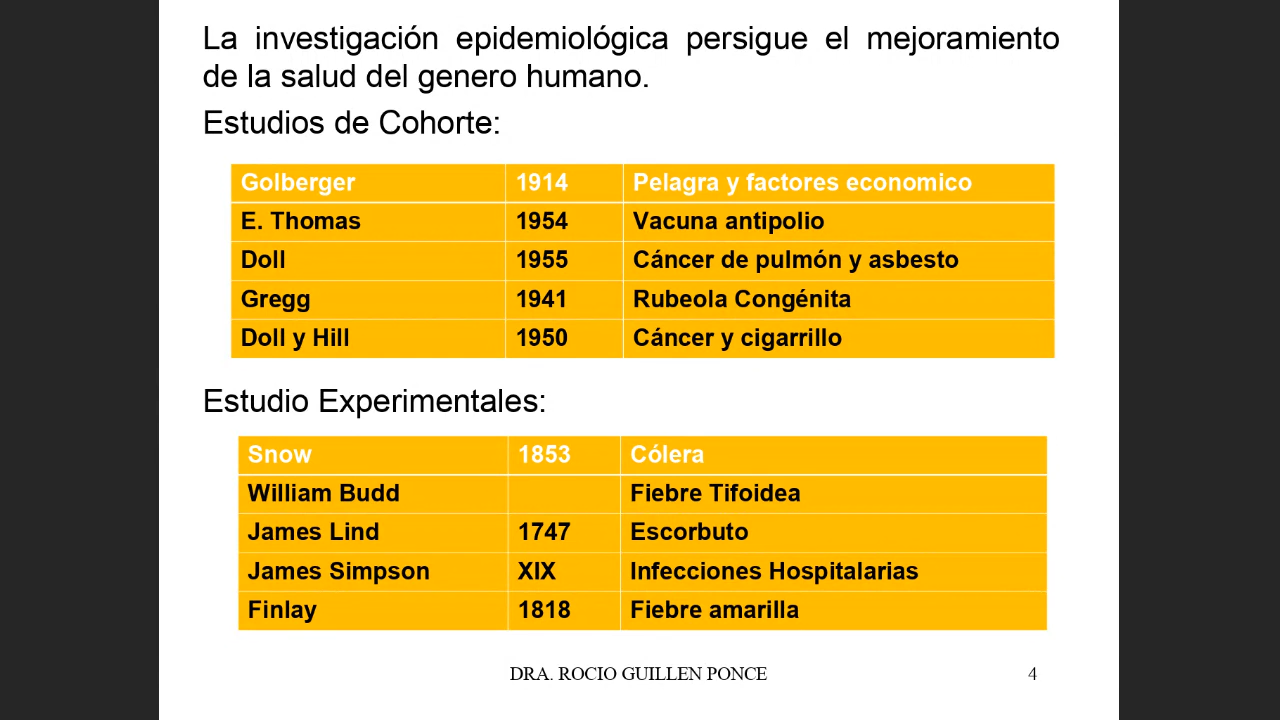 La investigación epidemiológica persigue el mejoramiento
de la salud del genero humano.
Estudios de Cohorte:
Golberger 1914 Pelagra y factores economico
E. Thomas 1954 Vacuna antipolio
Doll 1955 Cáncer de pulmón y asbesto
Gregg 1941 Rubeola Congénita
Doll y Hill 1950 Cáncer y cigarrillo
Estudio Experimentales:
Snow 1853 Cólera
William Budd Fiebre Tifoidea
James Lind 1747 Escorbuto
James Simpson XIX Infecciones Hospitalarias
Finlay 1818 Fiebre amarilla
DRA. ROCIO GUILLEN PONCE 4